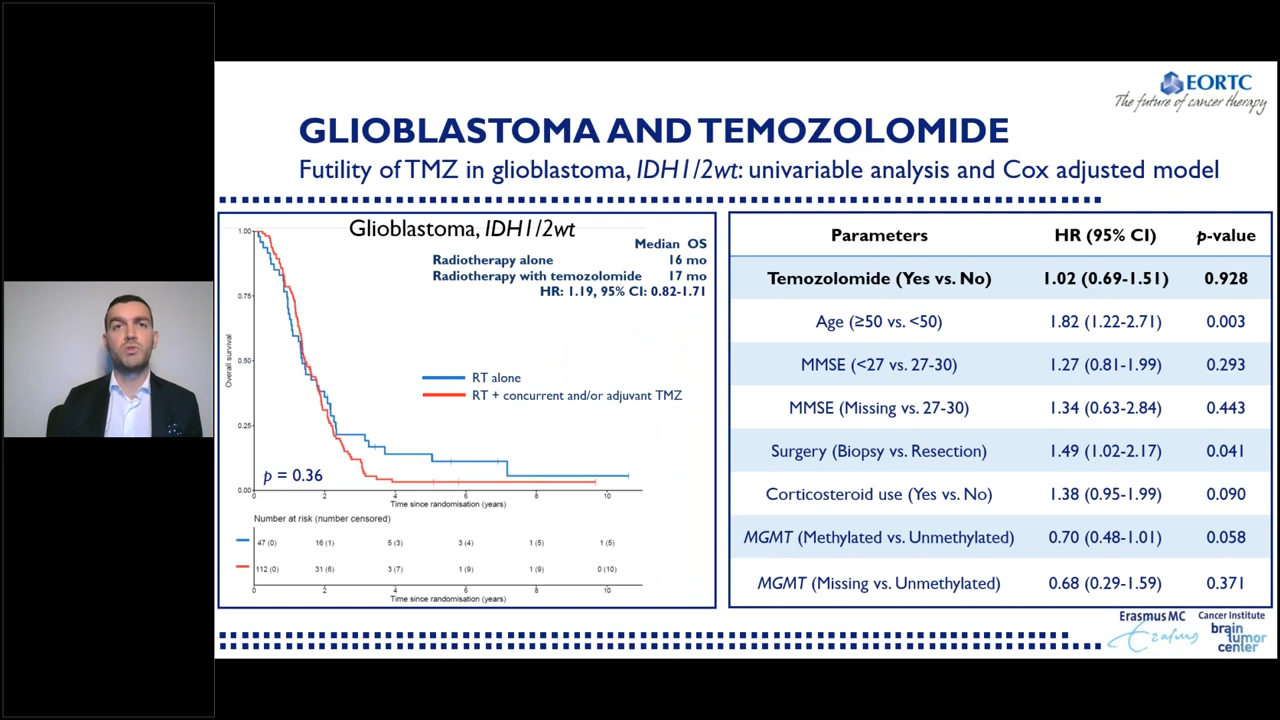 EORTC
The future of cancer therapy
GLIOBLASTOMA AND TEMOZOLOMIDE
Futility of TMZ in glioblastoma, IDH1/2wt: univariable analysis and Cox adjusted model
Glioblastoma, IDH1/2wt
Median OS
Radiotherapy alone 16 mo
Radiotherapy with temozolomide 17 mo
HR: 1.19, 95% CI: 0.82-1.71
Overall survival
1.00
0.75
0.50
0.25
0.00
RT alone
RT + concurrent and/or adjuvant TMZ
p = 0.36
0 2 4 6 8 10
Time since randomisation (years)
Number at risk (number censored)
47 (0) 16 (1) 5 (3) 3 (4) 1 (5) 1 (5)
112 (0) 31 (6) 3 (7) 1 (9) 1 (9) 0 (10)
0 2 4 6 8 10
Time since randomisation (years)
Parameters HR (95% CI) p-value
Temozolomide (Yes vs. No) 1.02 (0.69-1.51) 0.928
Age (≥50 vs. <50) 1.82 (1.22-2.71) 0.003
MMSE (<27 vs. 27-30) 1.27 (0.81-1.99) 0.293
MMSE (Missing vs. 27-30) 1.34 (0.63-2.84) 0.443
Surgery (Biopsy vs. Resection) 1.49 (1.02-2.17) 0.041
Corticosteroid use (Yes vs. No) 1.38 (0.95-1.99) 0.090
MGMT (Methylated vs. Unmethylated) 0.70 (0.48-1.01) 0.058
MGMT (Missing vs. Unmethylated) 0.68 (0.29-1.59) 0.371
Erasmus MC
Erasmus
Cancer Institute
brain
tumor
center